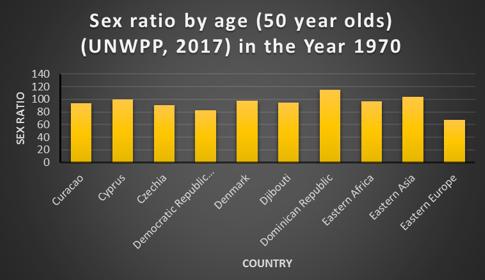 Sex ratio by age (50 year olds)
(UNWPP, 2017) in the Year 1970
SEX RATIO
140
120
100
80
60
40
20
0
Curacao
Cyprus
Czechia
Democratic Republic...
Denmark
Djibouti
Dominican Republic
Eastern Africa
Eastern Asia
Eastern Europe
COUNTRY